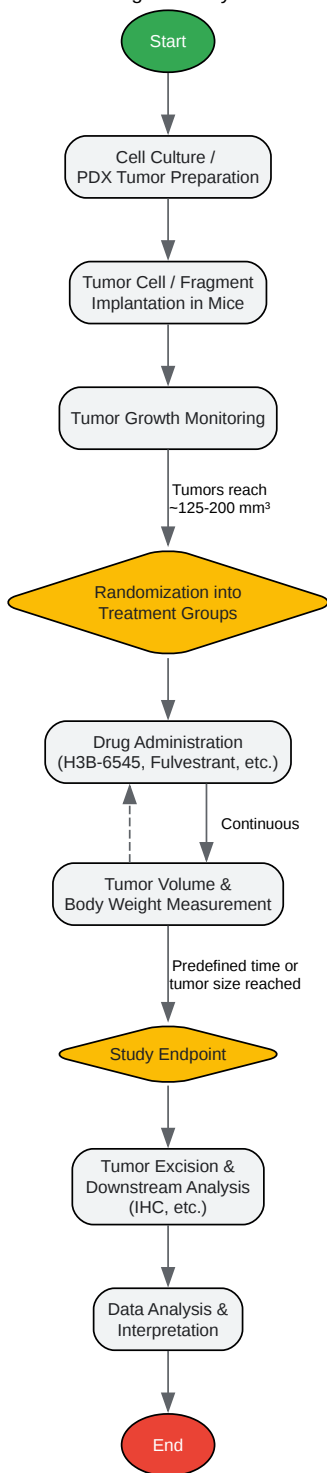 Start
Cell Culture /
PDX Tumor Preparation
Tumor Cell / Fragment
Implantation in Mice
Tumor Growth Monitoring
Tumors reach
~125-200 mm³
Randomization into
Treatment Groups
Drug Administration
(H3B-6545, Fulvestrant, etc.)
Continuous
Tumor Volume &
Body Weight Measurement
Predefined time or
tumor size reached
Study Endpoint
Tumor Excision &
Downstream Analysis
(IHC, etc.)
Data Analysis &
Interpretation
End